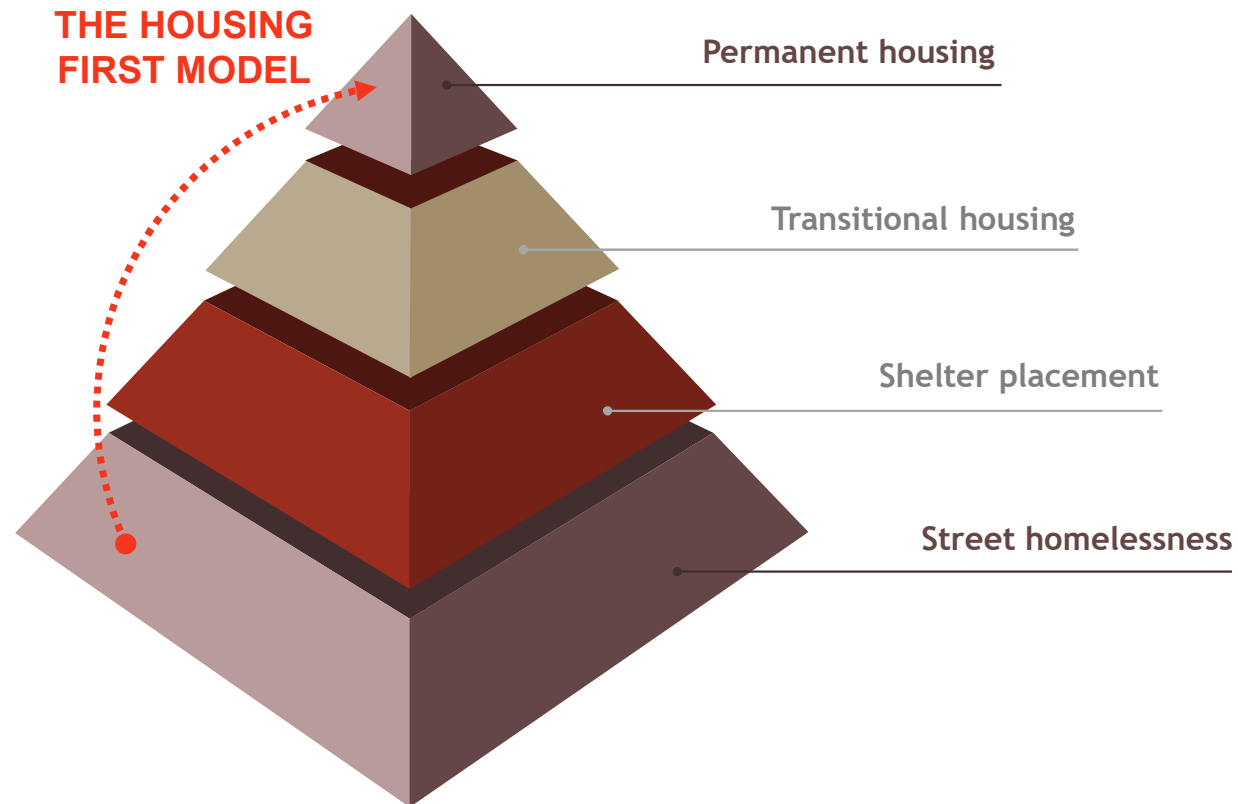 THE HOUSING
FIRST MODEL
Permanent housing
Transitional housing
Shelter placement
Street homelessness